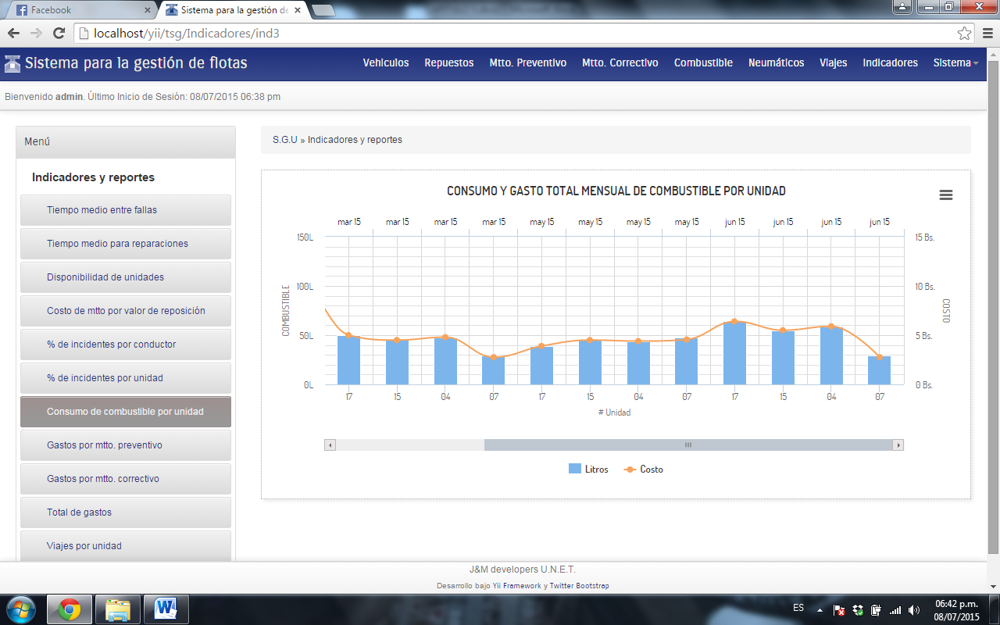 Facebook
Sistema para la gestión de
localhost/yii/tsg/Indicadores/ind3
Sistema para la gestión de flotas
Vehiculos Repuestos Mtto. Preventivo Mtto. Correctivo Combustible Neumáticos Viajes Indicadores Sistema
Bienvenido admin. Último Inicio de Sesión: 08/07/2015 06:38 pm
Menú
Indicadores y reportes
Tiempo medio entre fallas
Tiempo medio para reparaciones
Disponibilidad de unidades
Costo de mtto por valor de reposición
% de incidentes por conductor
% de incidentes por unidad
Consumo de combustible por unidad
Gastos por mtto. preventivo
Gastos por mtto. correctivo
Total de gastos
Viajes por unidad
S.G.U » Indicadores y reportes
CONSUMO Y GASTO TOTAL MENSUAL DE COMBUSTIBLE POR UNIDAD
mar 15 mar 15 mar 15 mar 15 may 15 may 15 may 15 may 15 jun 15 jun 15 jun 15 jun 15
150L 15 Bs.
100L 10 Bs.
50L 5 Bs.
0L 0 Bs.
COMBUSTIBLE
COSTO
17 15 04 07 17 15 04 07 17 15 04 07
# Unidad
Litros Costo
J&M developers U.N.E.T.
Desarrollo bajo Yii Framework y Twitter Bootstrap
ES
06:42 p.m.
08/07/2015